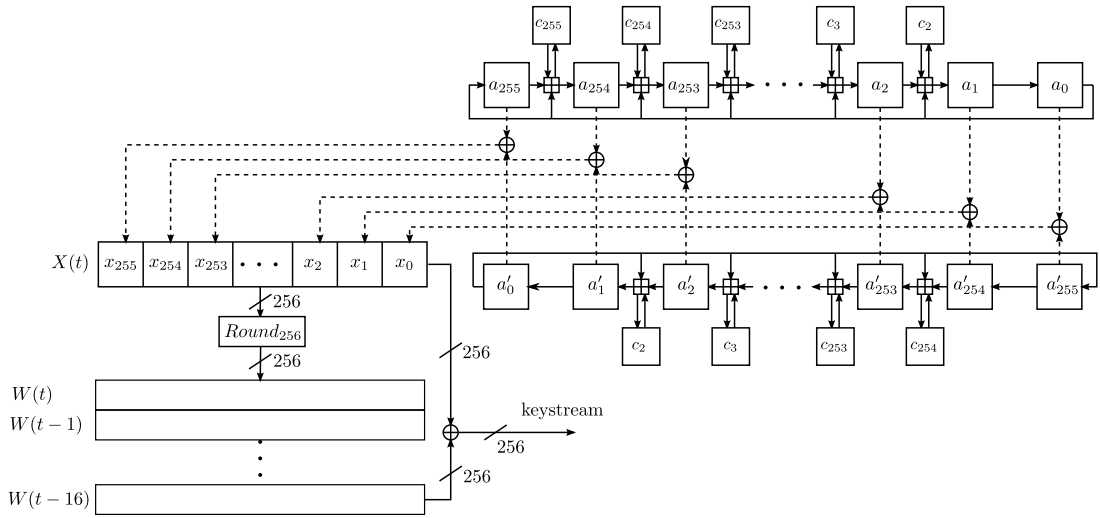 c₂₅₅ c₂₅₄ c₂₅₃ c₃ c₂
a₂₅₅ a₂₅₄ a₂₅₃ · · · a₂ a₁ a₀
X(t) x₂₅₅ x₂₅₄ x₂₅₃ · · · x₂ x₁ x₀
a′₀ a′₁ a′₂ · · · a′₂₅₃ a′₂₅₄ a′₂₅₅
256
Round₂₅₆
c₂ c₃ c₂₅₃ c₂₅₄
256
256
W(t)
W(t − 1)
keystream
256
256
W(t − 16)